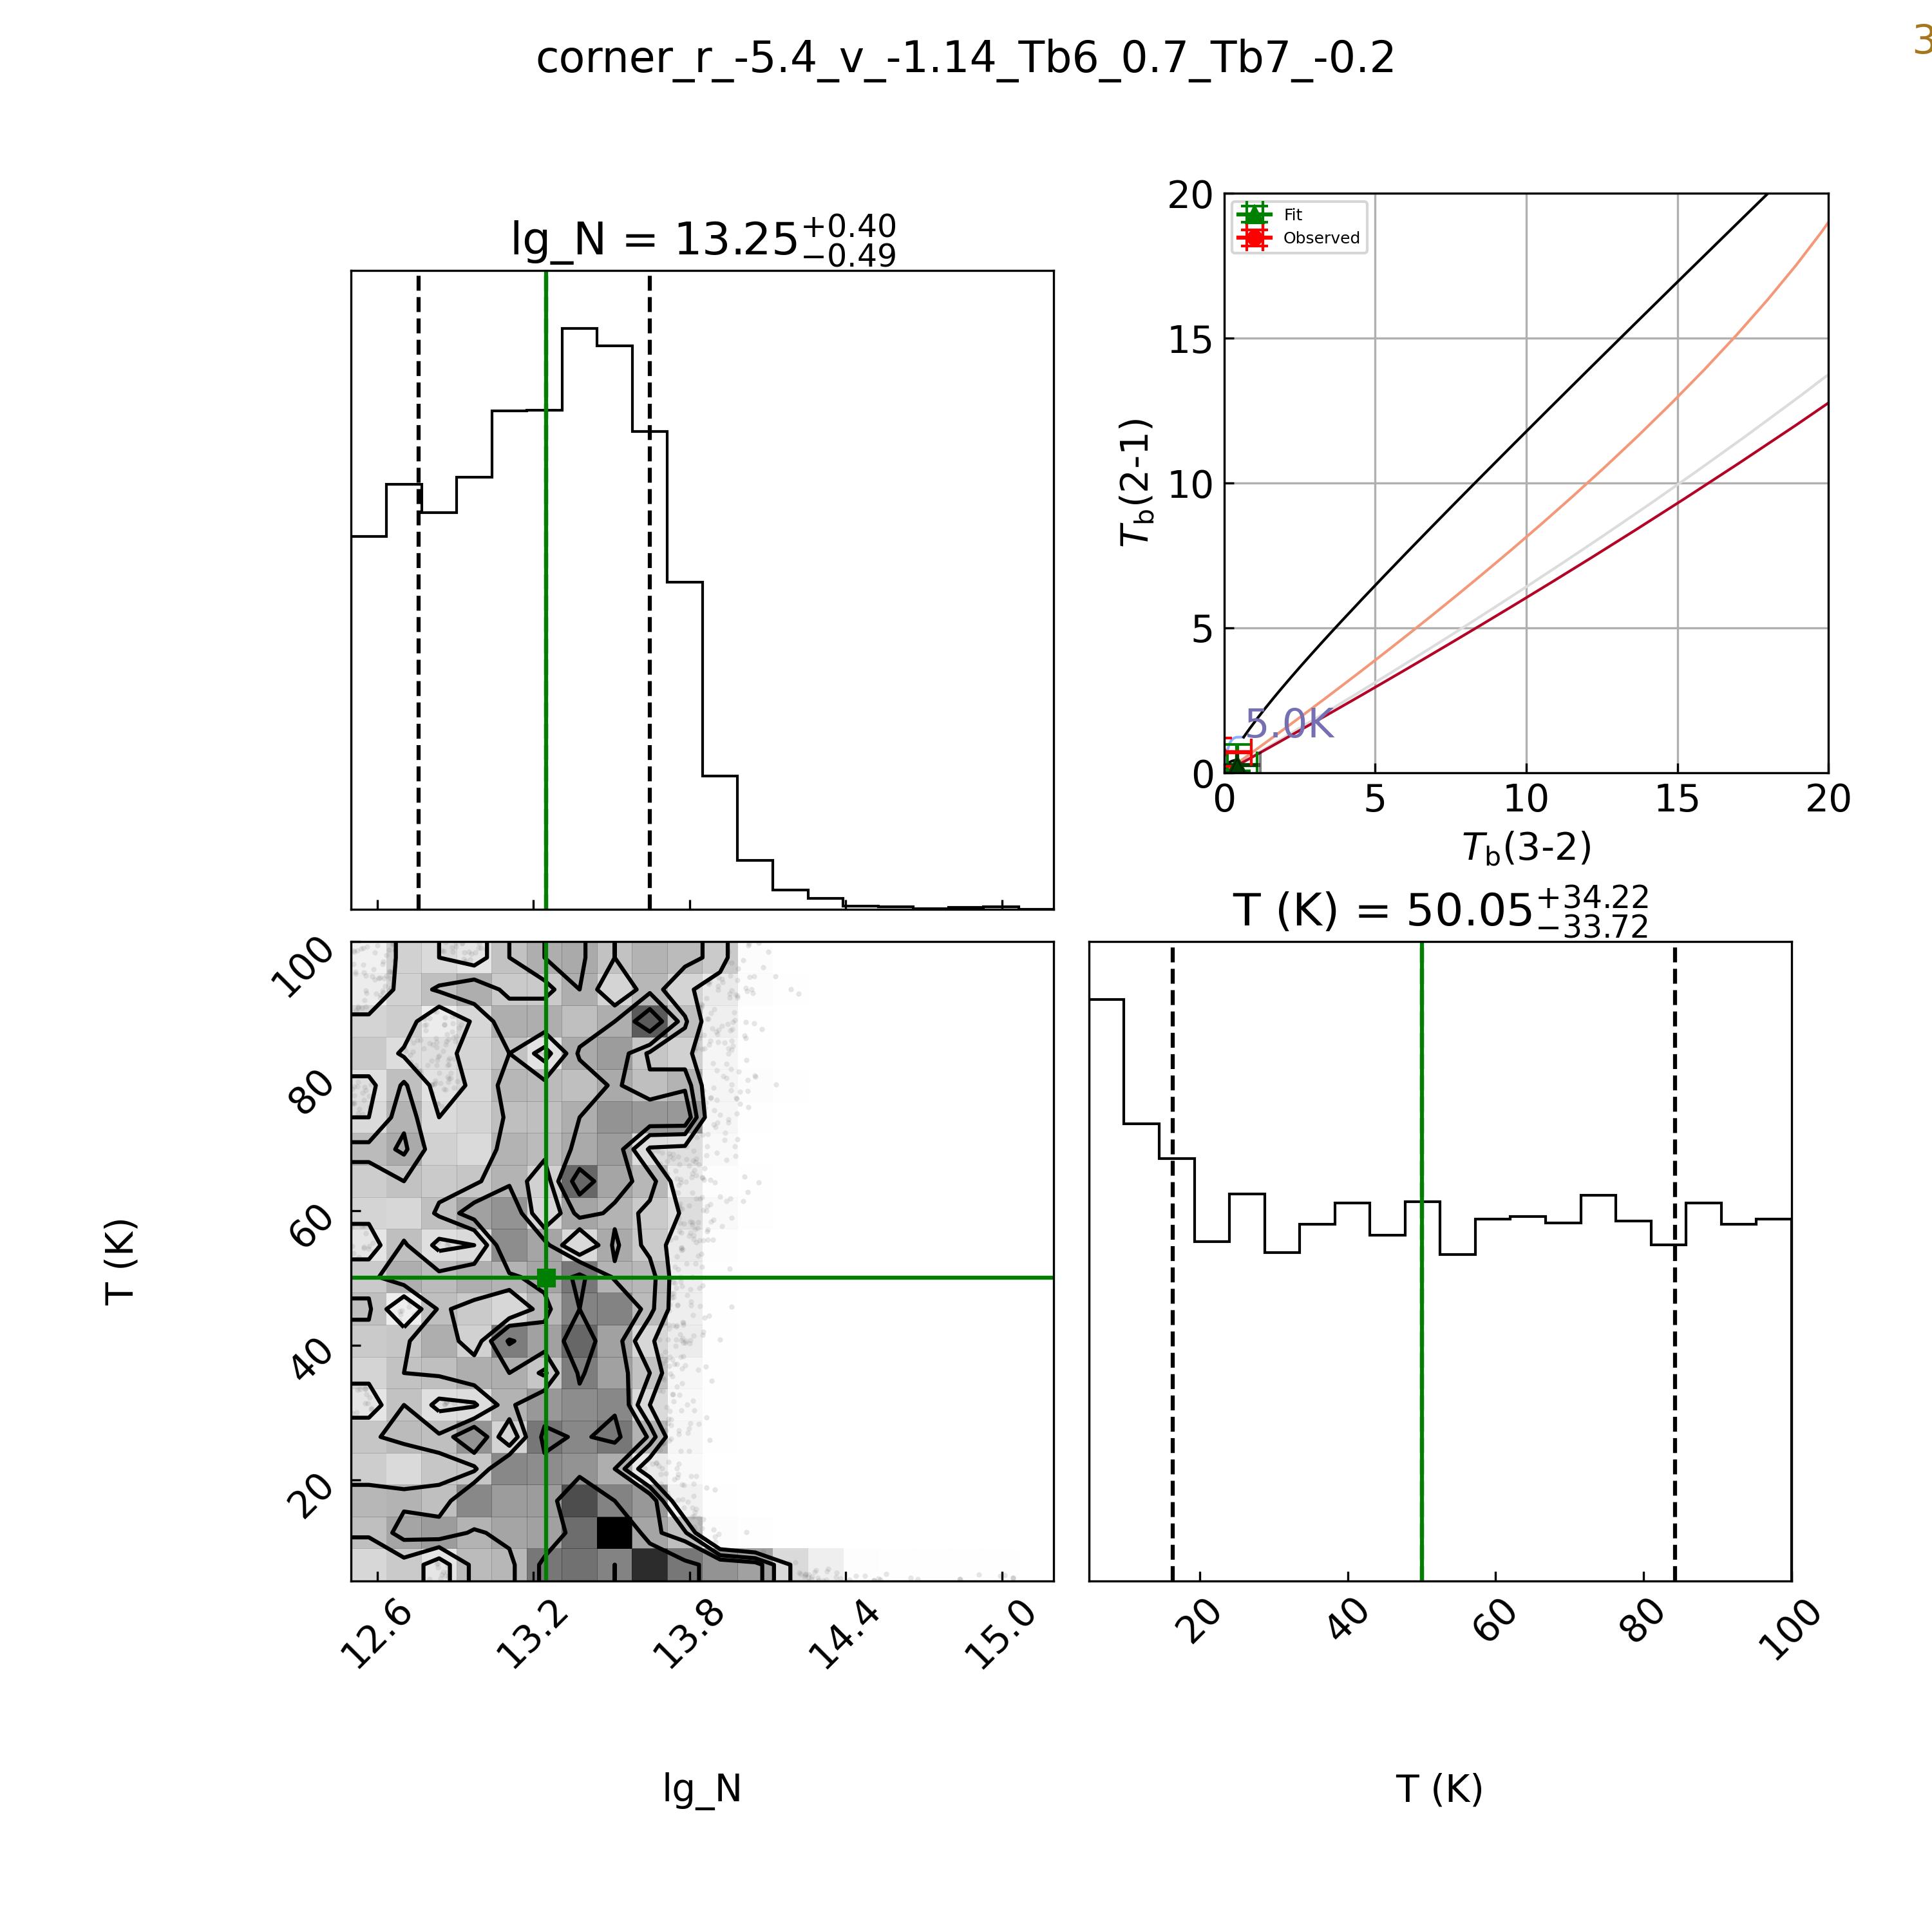 corner_r_-5.4_v_-1.14_Tb6_0.7_Tb7_-0.2
3
lg_N = 13.25+0.40−0.49
20
15
10
5
0
Tb(2-1)
Fit
Observed
5.0K
0 5 10 15 20
Tb(3-2)
T (K) = 50.05+34.22−33.72
100
80
60
40
20
T (K)
12.6 13.2 13.8 14.4 15.0
lg_N
20 40 60 80 100
T (K)